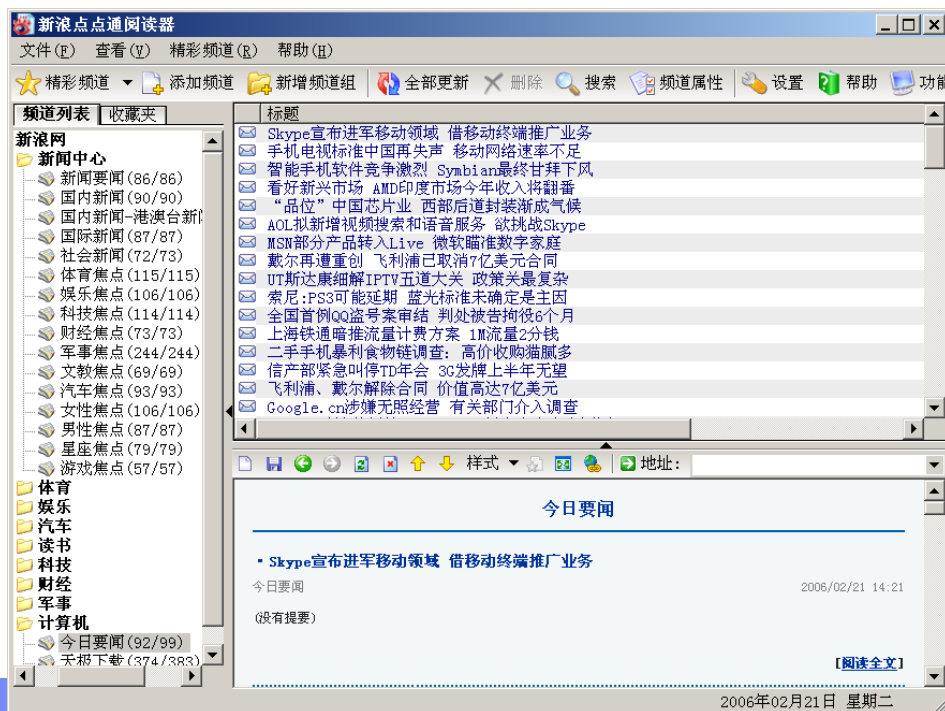 新浪点点通阅读器
文件(F) 查看(V) 精彩频道(R) 帮助(H)
精彩频道 添加频道 新增频道组 全部更新 删除 搜索 频道属性 设置 帮助 功能
频道列表 收藏夹
新浪网
新闻中心
新闻要闻(86/86)
国内新闻(90/90)
国内新闻-港澳台新
国际新闻(87/87)
社会新闻(72/73)
体育焦点(115/115)
娱乐焦点(106/106)
科技焦点(114/114)
财经焦点(73/73)
军事焦点(244/244)
文教焦点(69/69)
汽车焦点(93/93)
女性焦点(106/106)
男性焦点(87/87)
星座焦点(79/79)
游戏焦点(57/57)
体育
娱乐
汽车
读书
科技
财经
军事
计算机
今日要闻(92/99)
天极下载(374/383)
标题
Skype宣布进军移动领域 借移动终端推广业务
手机电视标准中国再失声 移动网络速率不足
智能手机软件竞争激烈 Symbian最终甘拜下风
看好新兴市场 AMD印度市场今年收入将翻番
“品位”中国芯片业 西部后道封装渐成气候
AOL拟新增视频搜索和语音服务 欲挑战Skype
MSN部分产品转入Live 微软瞄准数字家庭
戴尔再遭重创 飞利浦已取消7亿美元合同
UT斯达康细解IPTV五道大关 政策关最复杂
索尼:PS3可能延期 蓝光标准未确定是主因
全国首例QQ盗号案审结 判处被告拘役6个月
上海铁通暗推流量计费方案 1M流量2分钱
二手手机暴利食物链调查: 高价收购猫腻多
信产部紧急叫停TD年会 3G发牌上半年无望
飞利浦、戴尔解除合同 价值高达7亿美元
Google.cn涉嫌无照经营 有关部门介入调查
样式 地址:
今日要闻
▪ Skype宣布进军移动领域 借移动终端推广业务
今日要闻 2006/02/21 14:21
(没有提要)
[阅读全文]
2006年02月21日 星期二